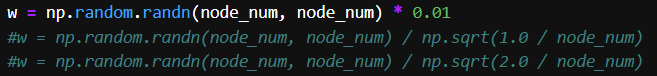 w = np.random.randn(node_num, node_num) * 0.01
#w = np.random.randn(node_num, node_num) / np.sqrt(1.0 / node_num)
#w = np.random.randn(node_num, node_num) / np.sqrt(2.0 / node_num)